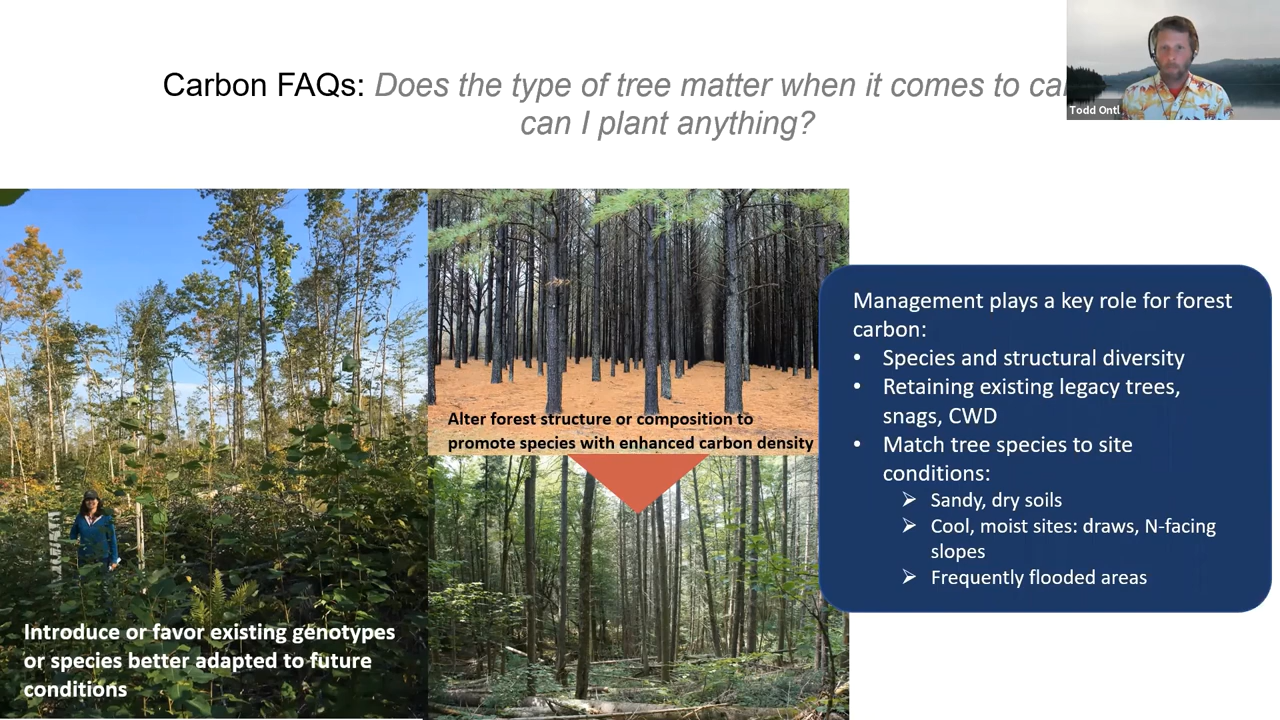 Carbon FAQs: Does the type of tree matter when it comes to
can I plant anything?
Todd Ontl
Alter forest structure or composition to
promote species with enhanced carbon density
Management plays a key role for forest
carbon:
• Species and structural diversity
• Retaining existing legacy trees,
snags, CWD
• Match tree species to site
conditions:
➢ Sandy, dry soils
➢ Cool, moist sites: draws, N-facing
slopes
➢ Frequently flooded areas
Introduce or favor existing genotypes
or species better adapted to future
conditions